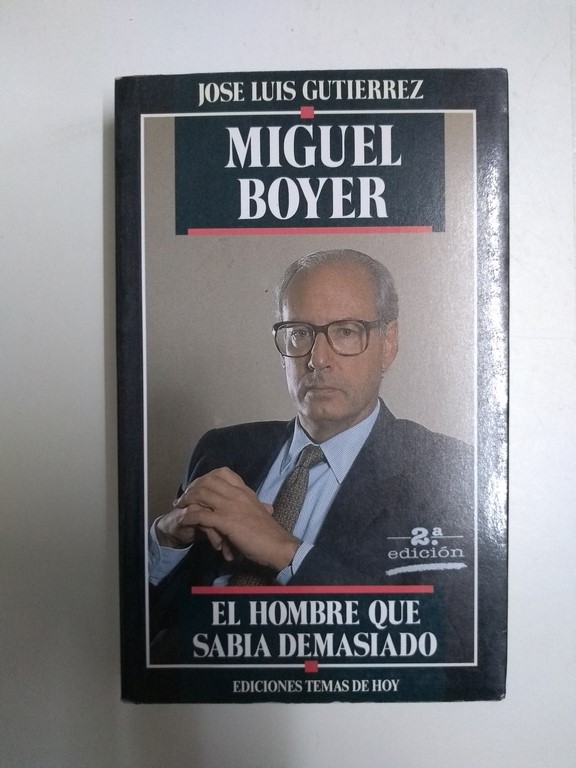 JOSE LUIS GUTIERREZ
MIGUEL
BOYER
2.ª
edición
EL HOMBRE QUE
SABIA DEMASIADO
EDICIONES TEMAS DE HOY